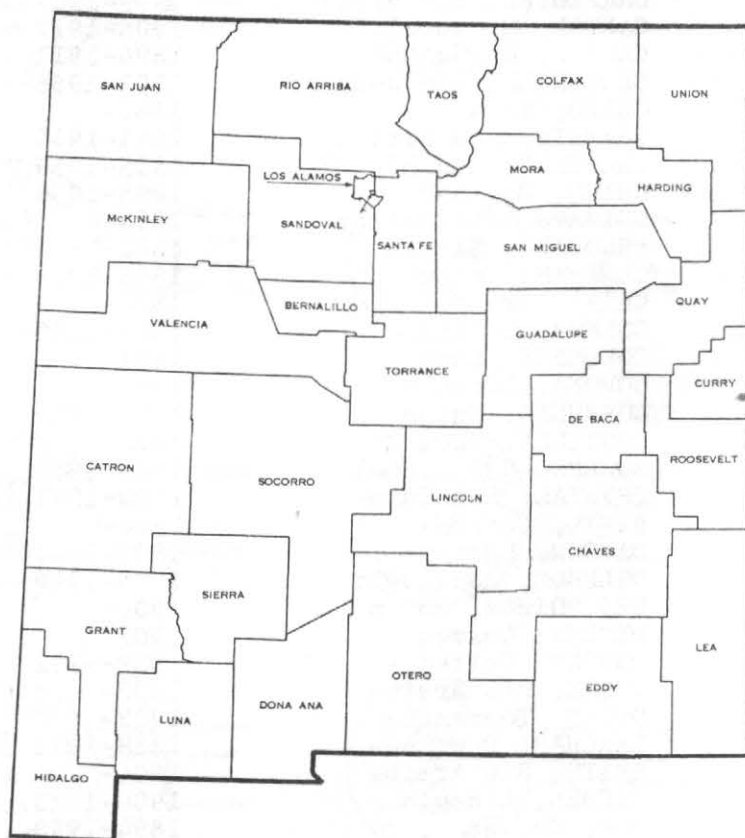 SAN JUAN
RIO ARRIBA
TAOS
COLFAX
UNION
LOS ALAMOS
MORA
HARDING
McKINLEY
SANDOVAL
SANTA FE
SAN MIGUEL
BERNALILLO
QUAY
VALENCIA
GUADALUPE
TORRANCE
CURRY
DE BACA
ROOSEVELT
CATRON
SOCORRO
LINCOLN
CHAVES
SIERRA
GRANT
LEA
OTERO
EDDY
DONA ANA
LUNA
HIDALGO